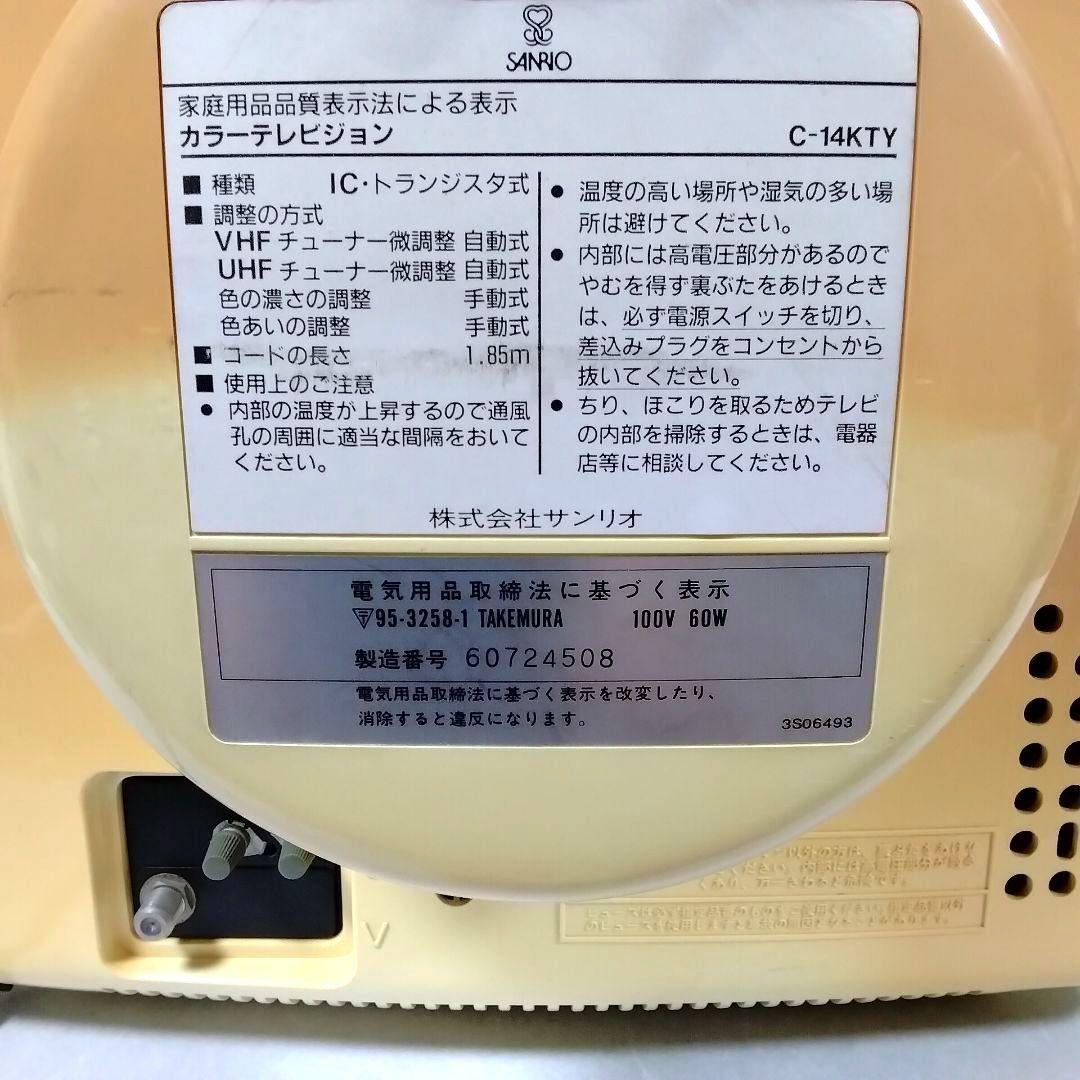 SANRIO
家庭用品品質表示法による表示
カラーテレビジョン C-14KTY
■ 種類 IC・トランジスタ式
■ 調整の方式
VHF チューナー微調整 自動式
UHF チューナー微調整 自動式
色の濃さの調整 手動式
色あいの調整 手動式
■ コードの長さ 1.85m
■ 使用上のご注意
● 内部の温度が上昇するので通風
孔の周囲に適当な間隔をおいて
ください。
● 温度の高い場所や湿気の多い場
所は避けてください。
● 内部には高電圧部分があるので
やむを得ず裏ぶたをあけるとき
は、必ず電源スイッチを切り、
差込みプラグをコンセントから
抜いてください。
● ちり、ほこりを取るためテレビ
の内部を掃除するときは、電器
店等に相談してください。
株式会社サンリオ
電気用品取締法に基づく表示
95-3258-1 TAKEMURA 100V 60W
製造番号 60724508
電気用品取締法に基づく表示を改変したり、
消除すると違反になります。
3S06493
V